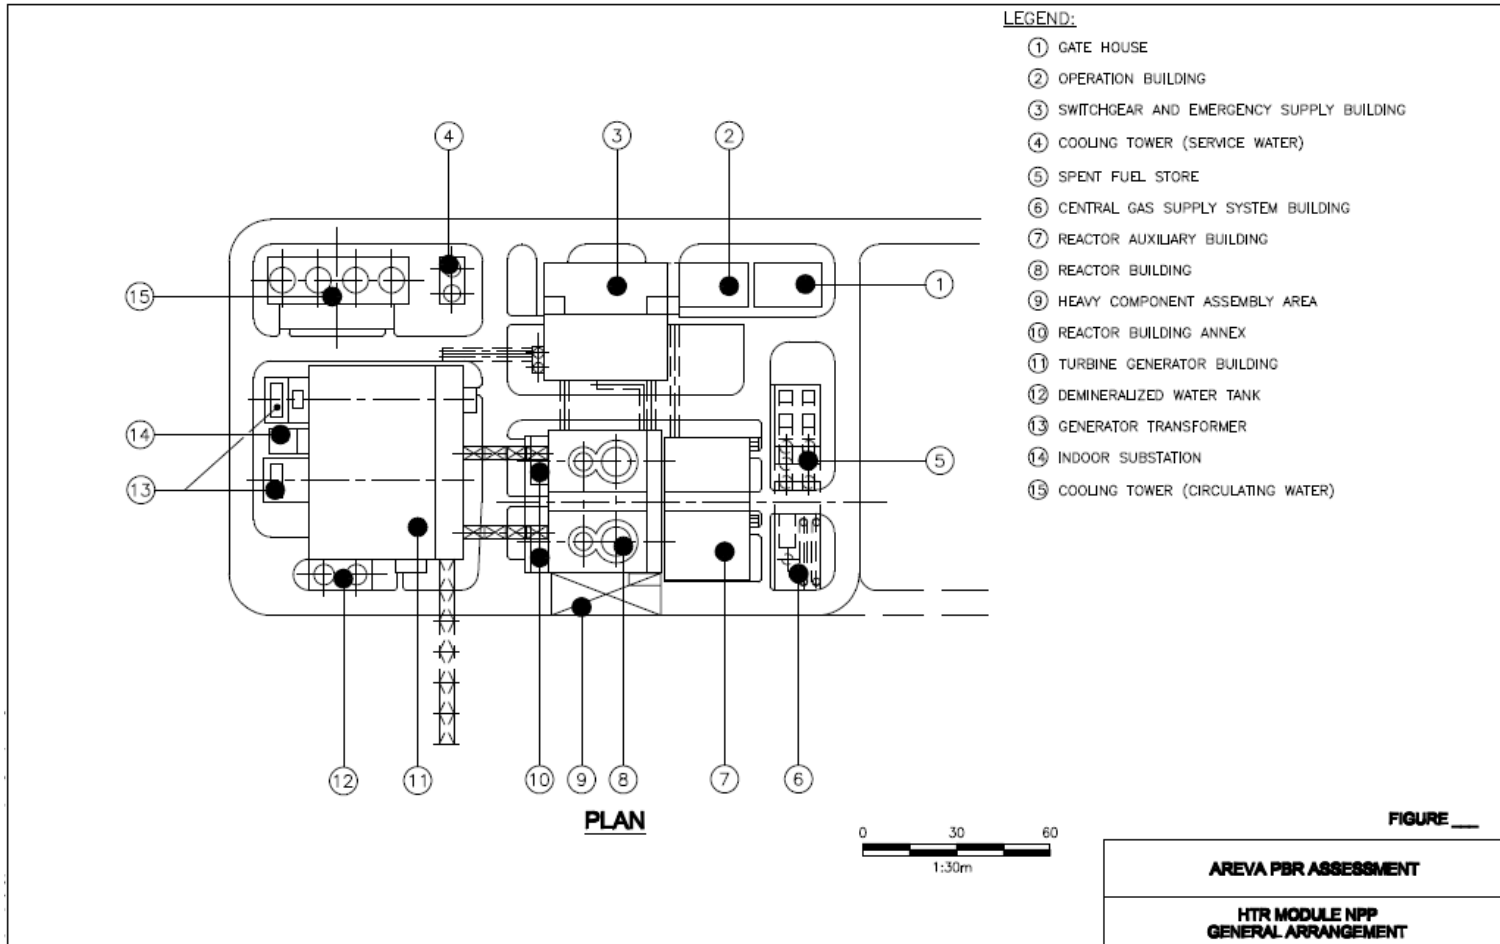 LEGEND:
1 GATE HOUSE
2 OPERATION BUILDING
3 SWITCHGEAR AND EMERGENCY SUPPLY BUILDING
4 COOLING TOWER (SERVICE WATER)
5 SPENT FUEL STORE
6 CENTRAL GAS SUPPLY SYSTEM BUILDING
7 REACTOR AUXILIARY BUILDING
8 REACTOR BUILDING
9 HEAVY COMPONENT ASSEMBLY AREA
10 REACTOR BUILDING ANNEX
11 TURBINE GENERATOR BUILDING
12 DEMINERALIZED WATER TANK
13 GENERATOR TRANSFORMER
14 INDOOR SUBSTATION
15 COOLING TOWER (CIRCULATING WATER)
4 3 2
15 1
14 5
13
12 11 10 9 8 7 6
PLAN
0 30 60
1:30m
FIGURE ___
AREVA PBR ASSESSMENT
HTR MODULE NPP
GENERAL ARRANGEMENT